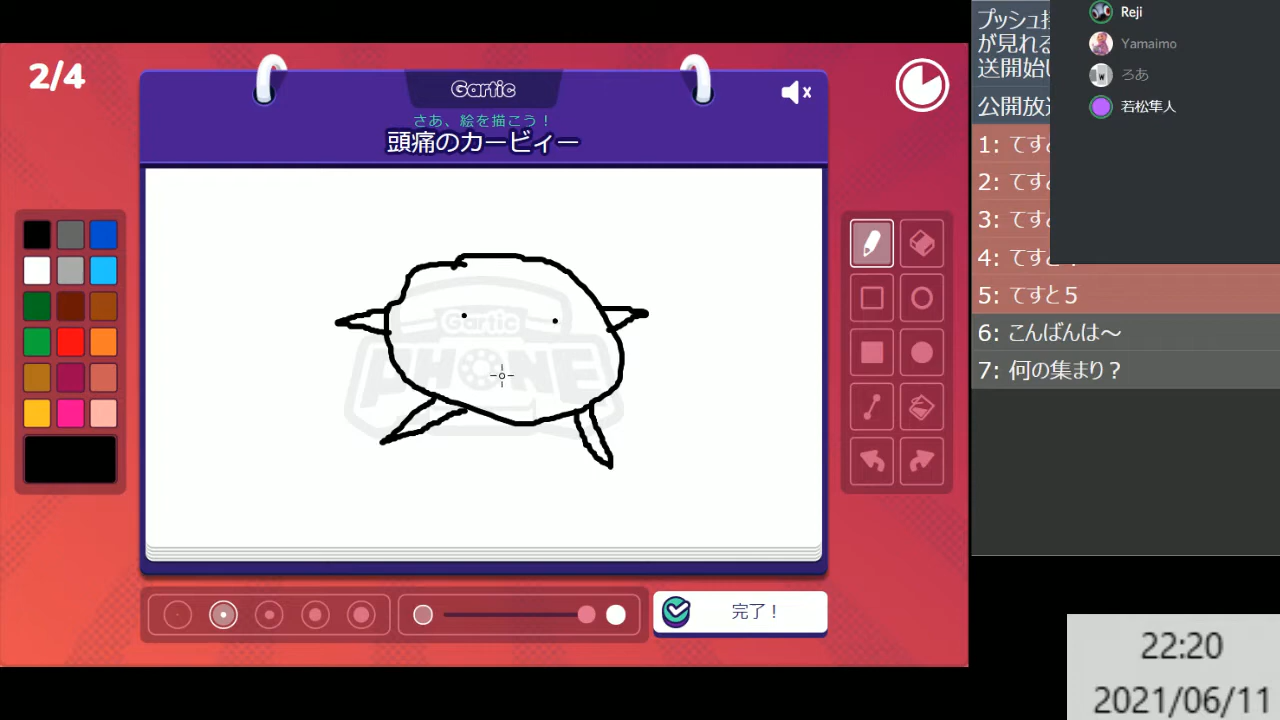 2/4
Gartic
さあ、絵を描こう！
頭痛のカービィー
Gartic
PHONE
完了！
プッシュ
が見れる
送開始
公開放
1: てす
2: てす
3: てす
4: てすと
5: てすと５
6: こんばんは～
7: 何の集まり？
Reji
Yamaimo
ろあ
若松隼人
22:20
2021/06/11